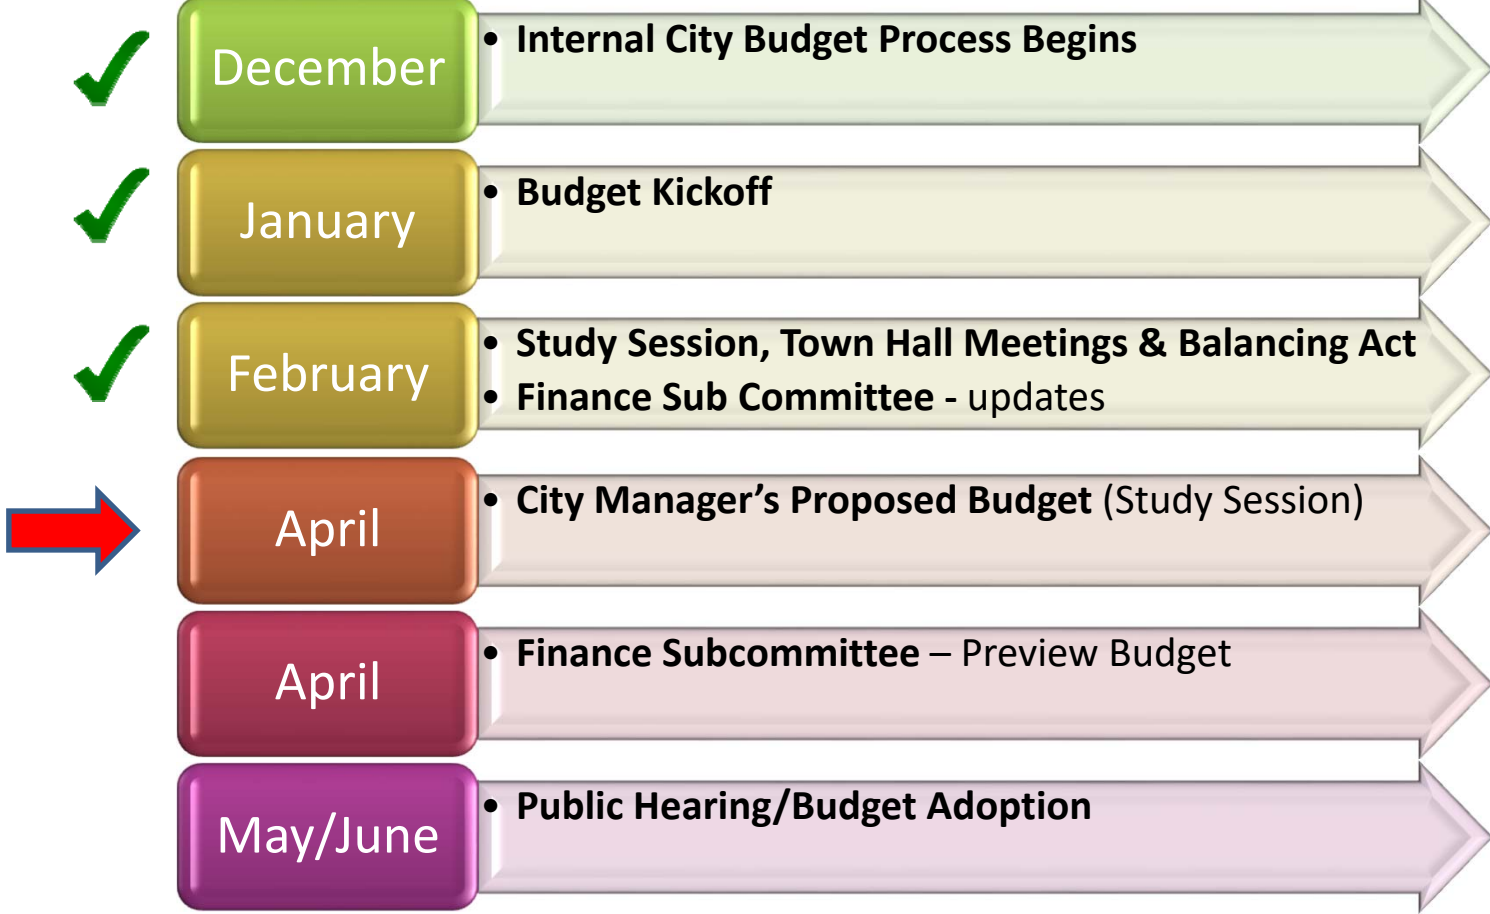 December
• Internal City Budget Process Begins
January
• Budget Kickoff
February
• Study Session, Town Hall Meetings & Balancing Act
• Finance Sub Committee - updates
April
• City Manager’s Proposed Budget (Study Session)
April
• Finance Subcommittee – Preview Budget
May/June
• Public Hearing/Budget Adoption